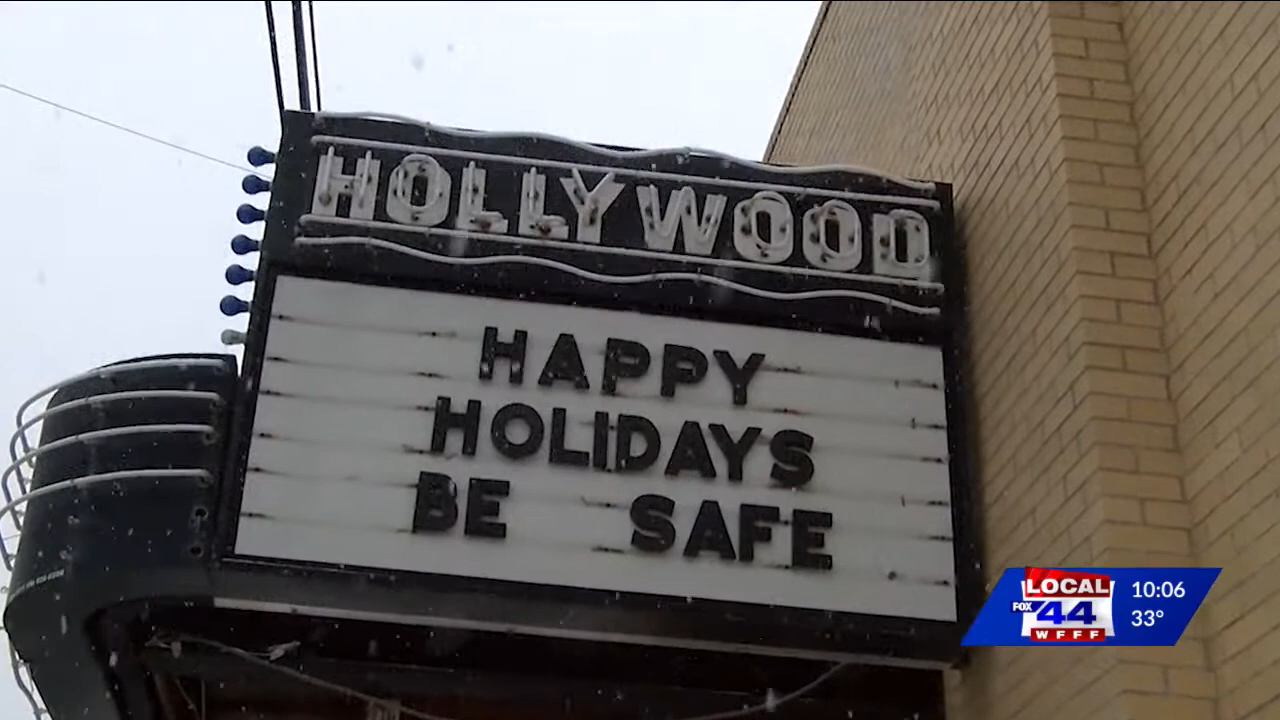 HOLLYWOOD
HAPPY
HOLIDAYS
BE SAFE
LOCAL
FOX 44
WFFF
10:06
33°